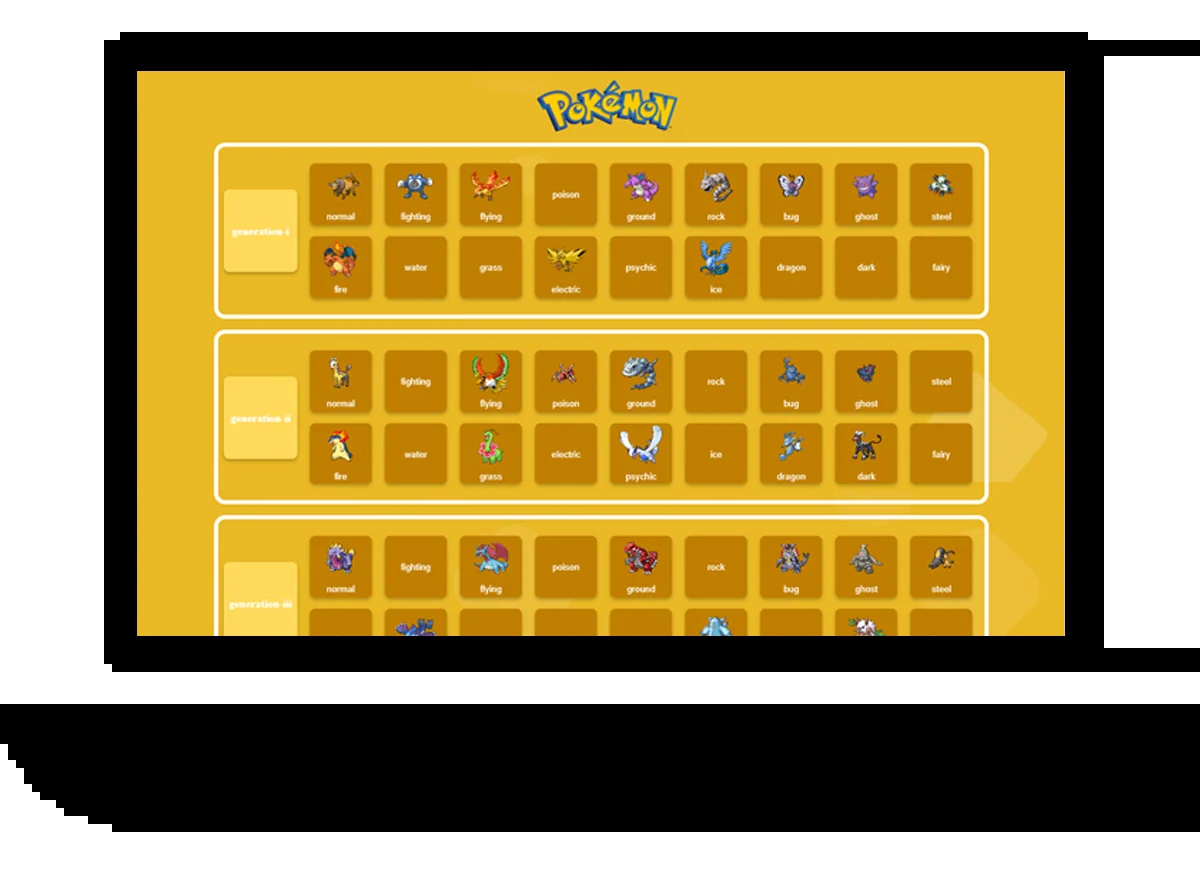 POKéMON
generation-i
normal fighting flying poison ground rock bug ghost steel
fire water grass electric psychic ice dragon dark fairy
generation-ii
normal fighting flying poison ground rock bug ghost steel
fire water grass electric psychic ice dragon dark fairy
generation-iii
normal fighting flying poison ground rock bug ghost steel